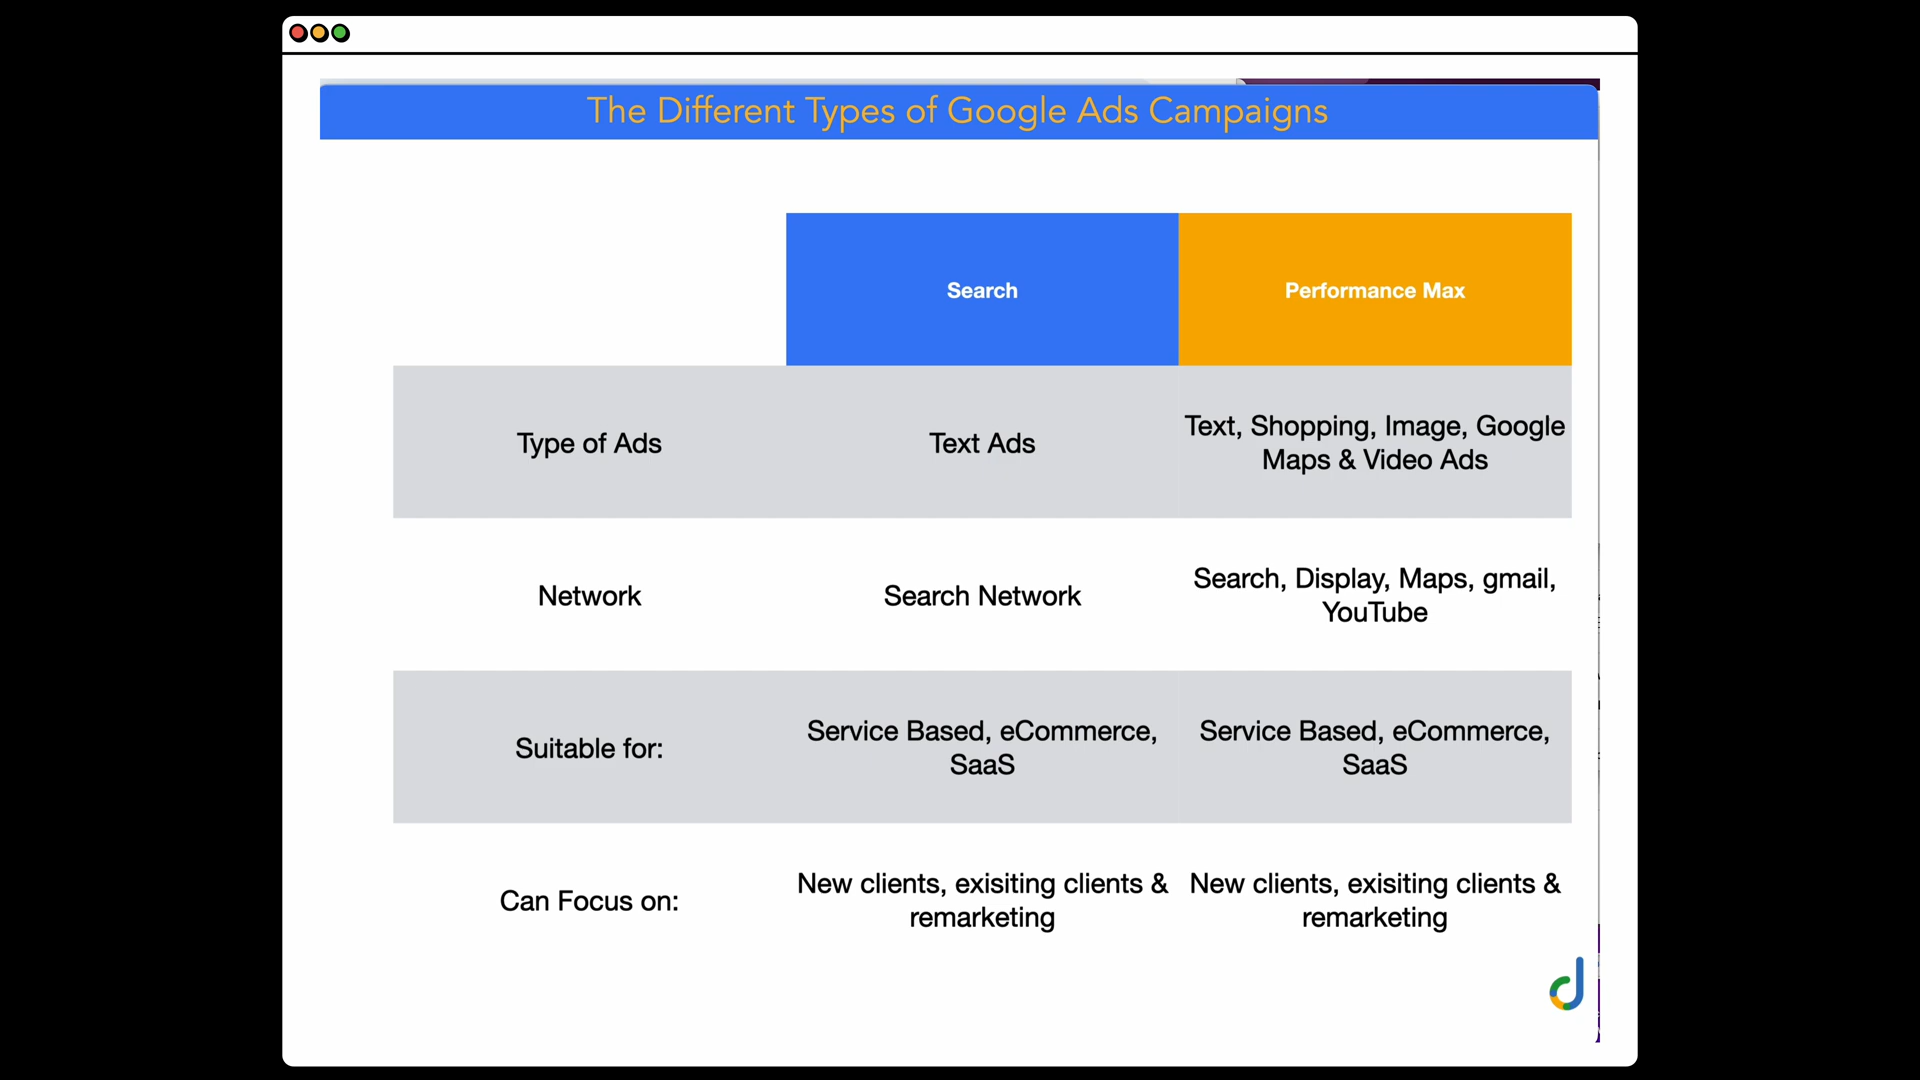 The Different Types of Google Ads Campaigns
Search
Performance Max
Type of Ads
Text Ads
Text, Shopping, Image, Google
Maps & Video Ads
Network
Search Network
Search, Display, Maps, gmail,
YouTube
Suitable for:
Service Based, eCommerce,
SaaS
Service Based, eCommerce,
SaaS
Can Focus on:
New clients, exisiting clients &
remarketing
New clients, exisiting clients &
remarketing